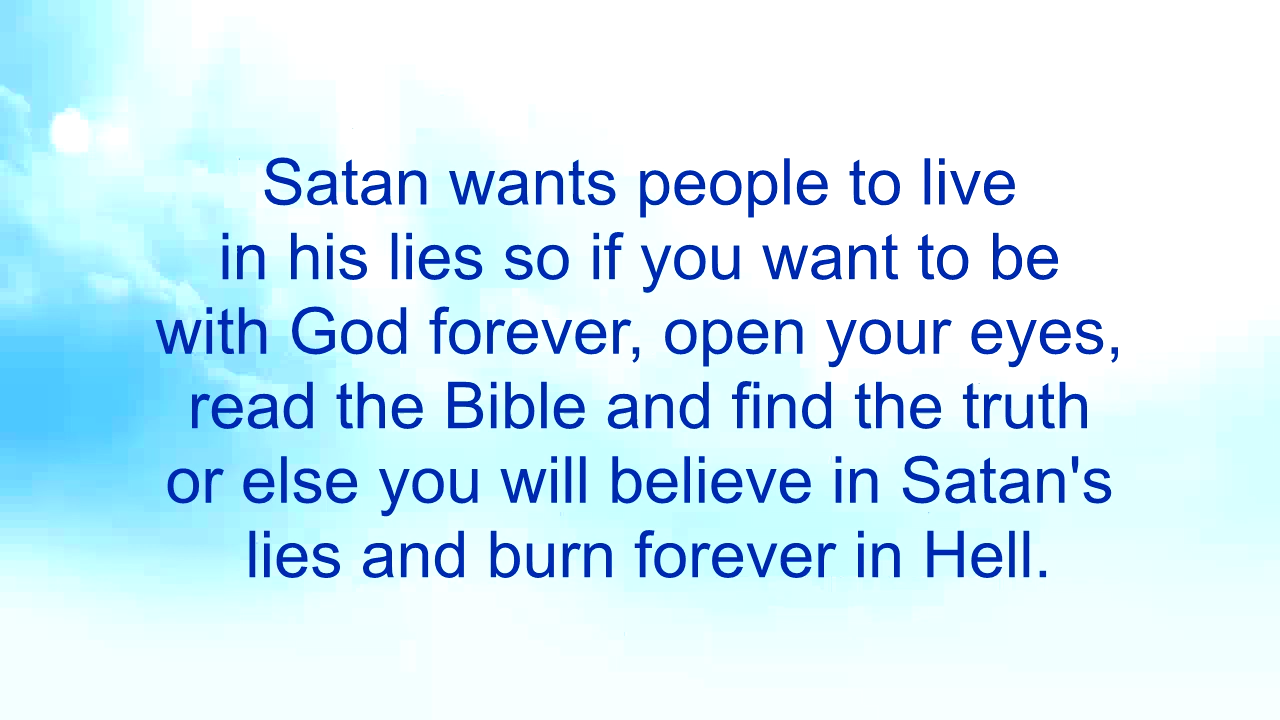 Satan wants people to live
in his lies so if you want to be
with God forever, open your eyes,
read the Bible and find the truth
or else you will believe in Satan's
lies and burn forever in Hell.